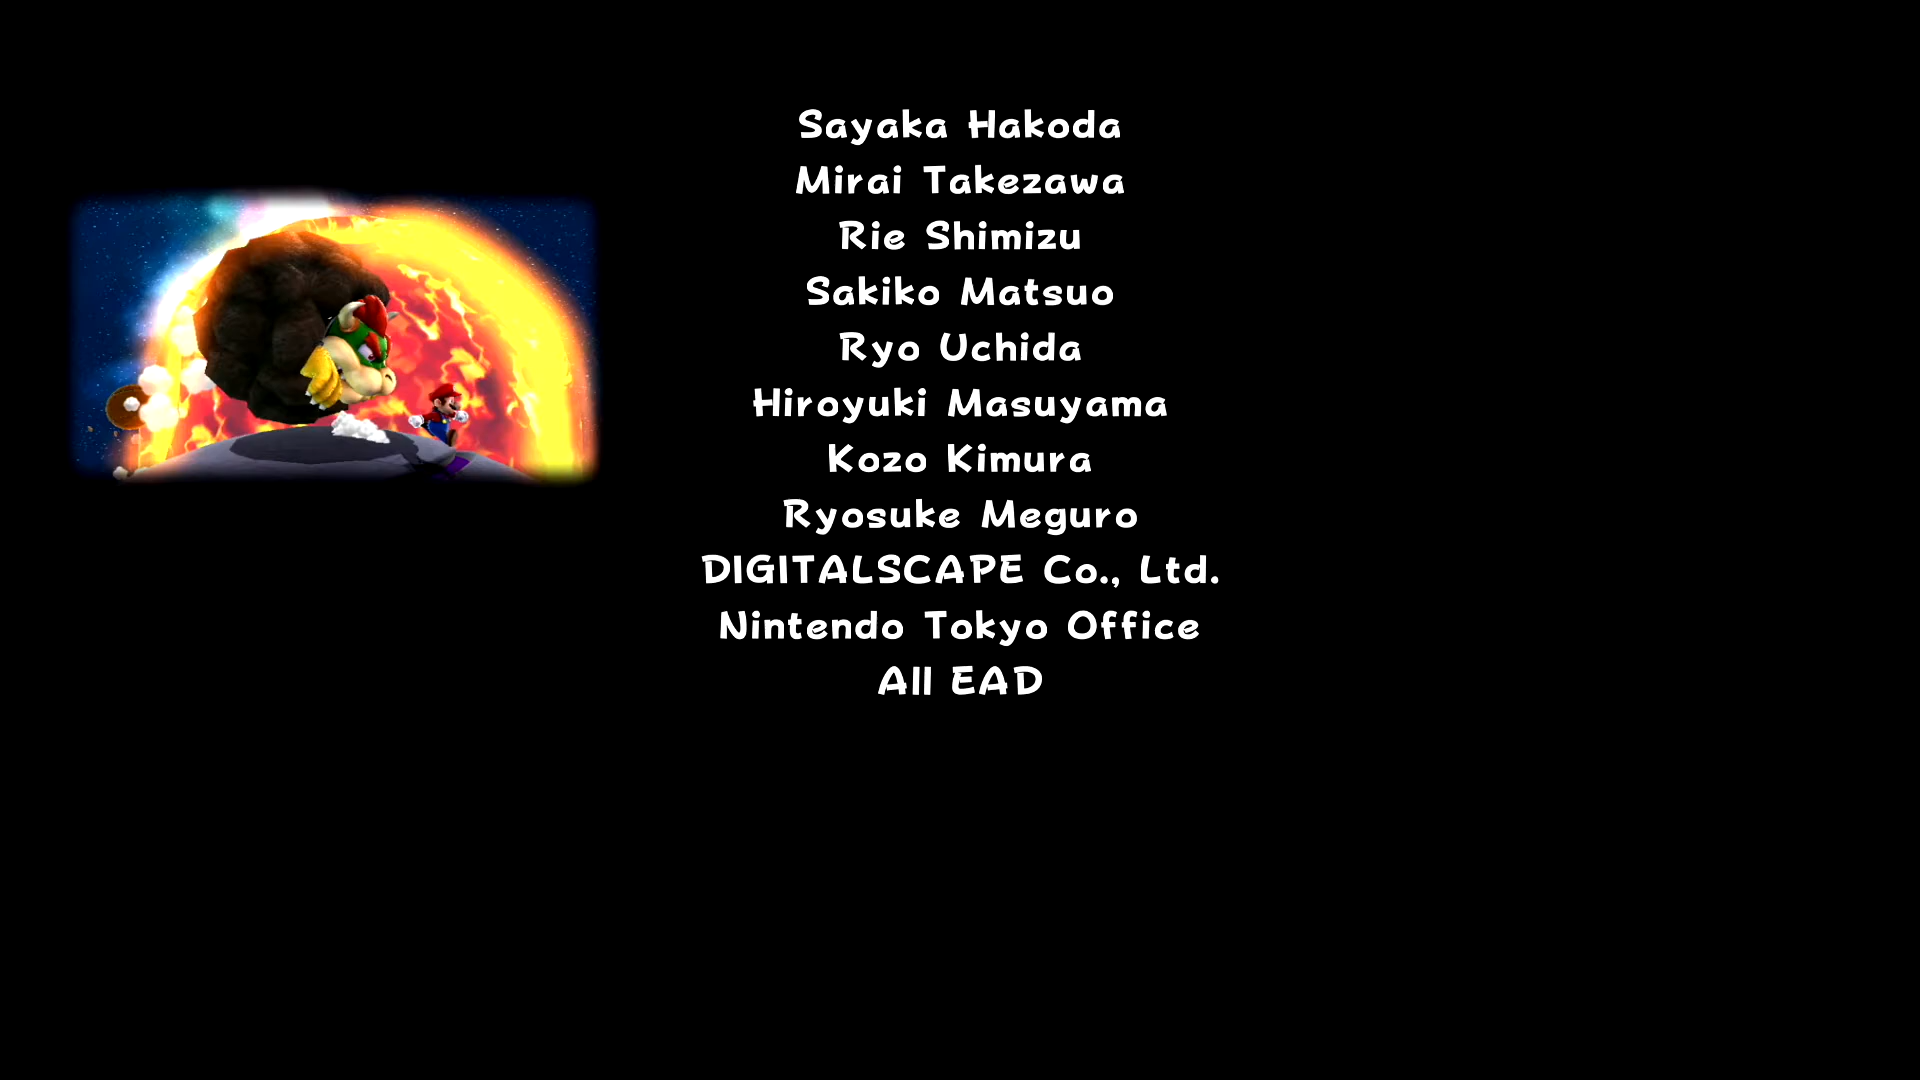 Sayaka Hakoda
Mirai Takezawa
Rie Shimizu
Sakiko Matsuo
Ryo Uchida
Hiroyuki Masuyama
Kozo Kimura
Ryosuke Meguro
DIGITALSCAPE Co., Ltd.
Nintendo Tokyo Office
All EAD